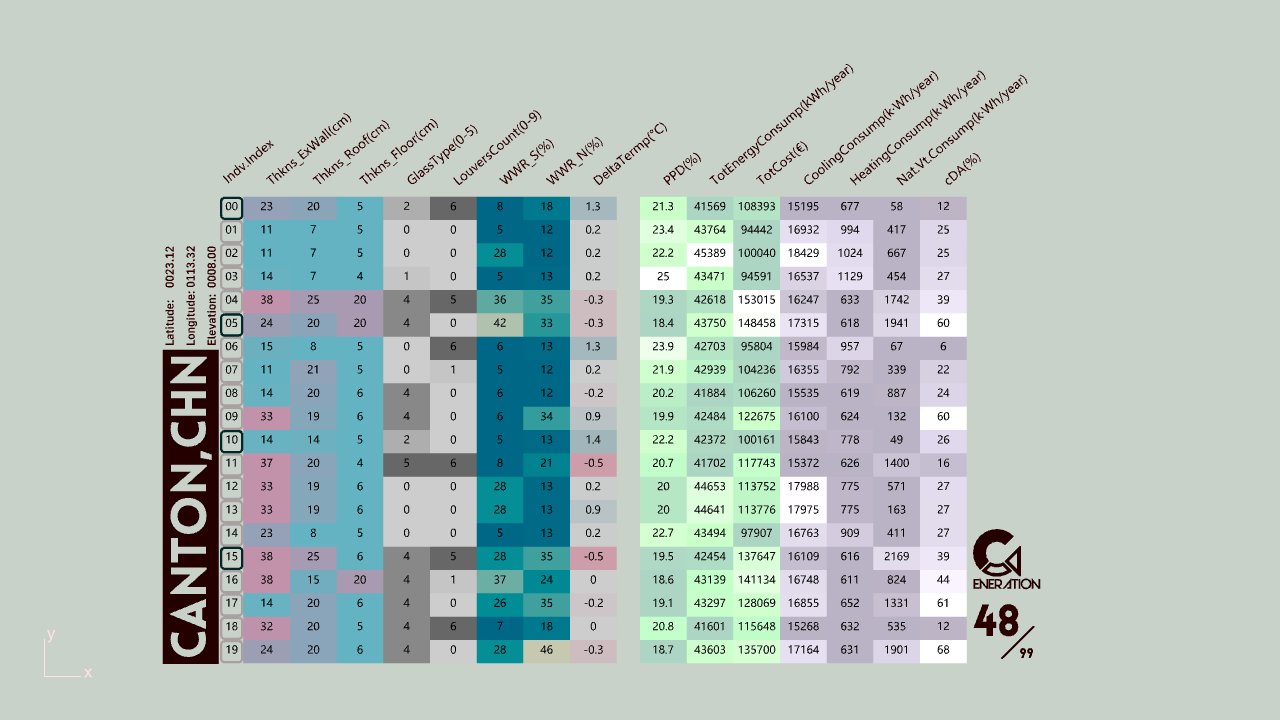 Indv.Index Thkns_ExWall(cm) Thkns_Roof(cm) Thkns_Floor(cm) GlassType(0-5) LouversCount(0-9) WWR_S(%) WWR_N(%) DeltaTermp(°C) PPD(%) TotEnergyConsump(kWh/year) TotCost(€) CoolingConsump(k·Wh/year) HeatingConsump(k·Wh/year) Nat.Vt.Consump(k·Wh/year) cDA(%)
00 23 20 5 2 6 8 18 1.3 21.3 41569 108393 15195 677 58 12
01 11 7 5 0 0 5 12 0.2 23.4 43764 94442 16932 994 417 25
02 11 7 5 0 0 28 12 0.2 22.2 45389 100040 18429 1024 667 25
03 14 7 4 1 0 5 13 0.2 25 43471 94591 16537 1129 454 27
04 38 25 20 4 5 36 35 -0.3 19.3 42618 153015 16247 633 1742 39
05 24 20 20 4 0 42 33 -0.3 18.4 43750 148458 17315 618 1941 60
06 15 8 5 0 6 6 13 1.3 23.9 42703 95804 15984 957 67 6
07 11 21 5 0 1 5 12 0.2 21.9 42939 104236 16355 792 339 22
08 14 20 6 4 0 6 12 -0.2 20.2 41884 106260 15535 619 887 24
09 33 19 6 4 0 6 34 0.9 19.9 42484 122675 16100 624 132 60
10 14 14 5 2 0 5 13 1.4 22.2 42372 100161 15843 778 49 26
11 37 20 4 5 6 8 21 -0.5 20.7 41702 117743 15372 626 1400 16
12 33 19 6 0 0 28 13 0.2 20 44653 113752 17988 775 571 27
13 33 19 6 0 0 28 13 0.9 20 44641 113776 17975 775 163 27
14 23 8 5 0 0 5 13 0.2 22.7 43494 97907 16763 909 411 27
15 38 25 6 4 5 28 35 -0.5 19.5 42454 137647 16109 616 2169 39
16 38 15 20 4 1 37 24 0 18.6 43139 141134 16748 611 824 44
17 14 20 6 4 0 26 35 -0.2 19.1 43297 128069 16855 652 1331 61
18 32 20 5 4 6 7 18 0 20.8 41601 115648 15268 632 535 12
19 24 20 6 4 0 28 46 -0.3 18.7 43603 135700 17164 631 1901 68
Latitude: 0023.12
Longitude: 0113.32
Elevation: 0008.00
CANTON,CHN
GENERATION
48/99
y
x